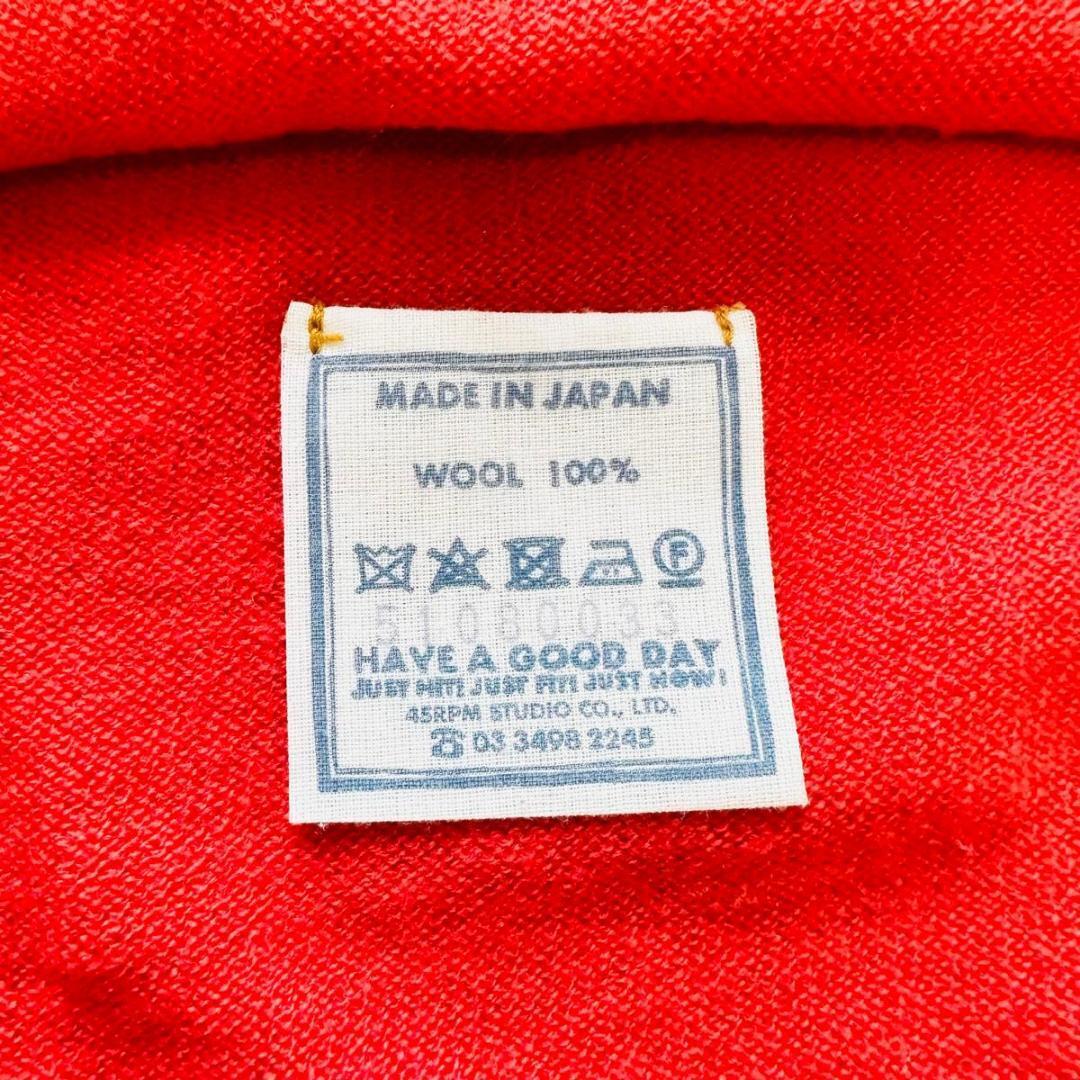 MADE IN JAPAN
WOOL 100%
F
51080033
HAVE A GOOD DAY
JUST HIT! JUST FIT! JUST NOW!
45RPM STUDIO CO., LTD.
☎ 03 3498 2245